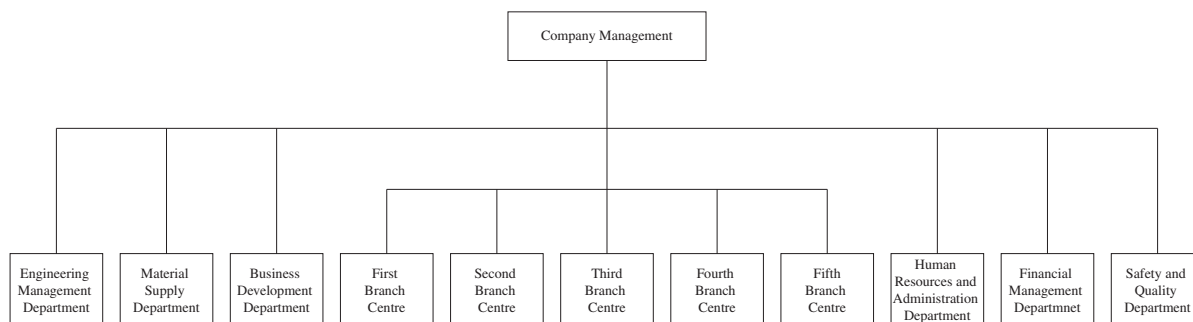 Company Management
Engineering
Management
Department
Material
Supply
Department
Business
Development
Department
First
Branch
Centre
Second
Branch
Centre
Third
Branch
Centre
Fourth
Branch
Centre
Fifth
Branch
Centre
Human
Resources and
Administration
Department
Financial
Management
Departmnet
Safety and
Quality
Department